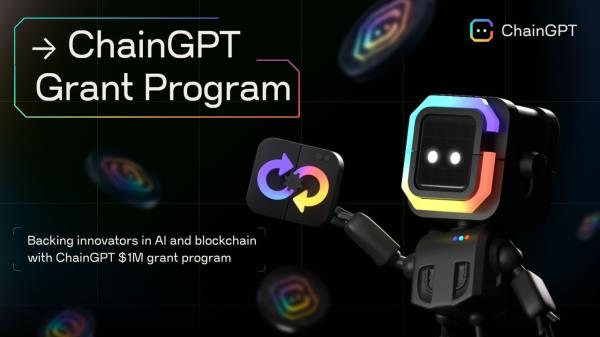 → ChainGPT
Grant Program
ChainGPT
Backing innovators in AI and blockchain
with ChainGPT $1M grant program